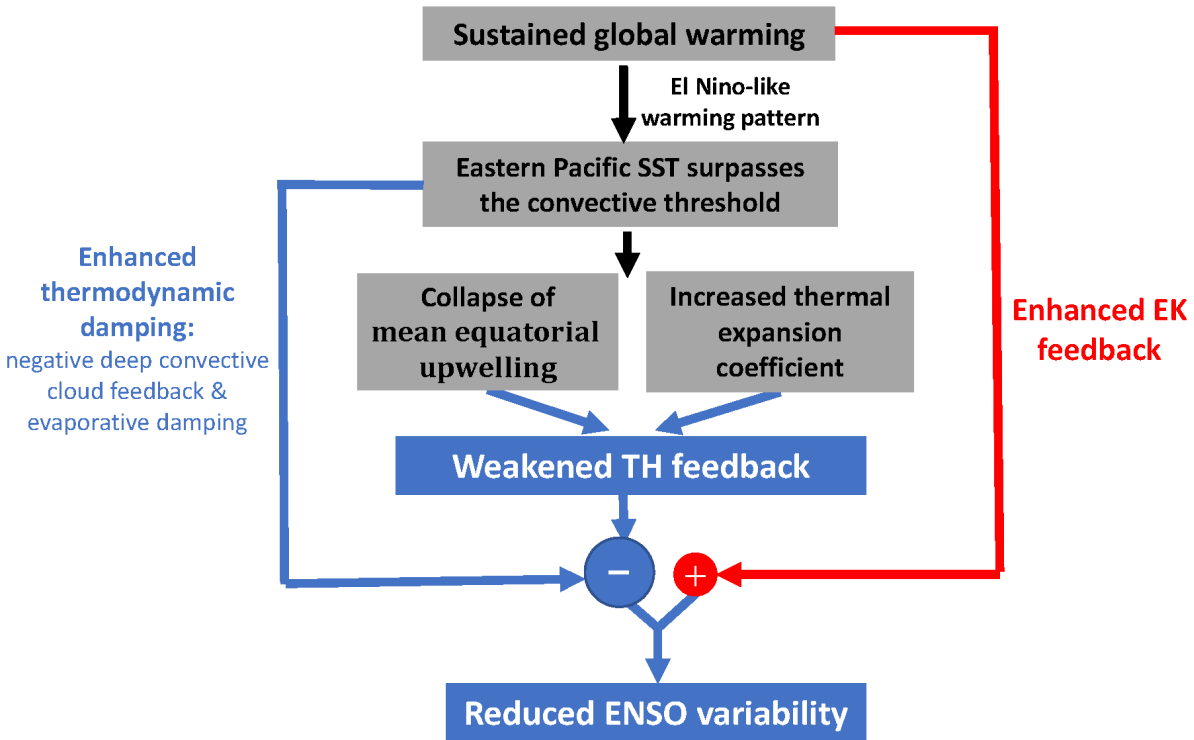 Sustained global warming
El Nino-like
warming pattern
Eastern Pacific SST surpasses
the convective threshold
Enhanced
thermodynamic
damping:
negative deep convective
cloud feedback &
evaporative damping
Collapse of
mean equatorial
upwelling
Increased thermal
expansion
coefficient
Enhanced EK
feedback
Weakened TH feedback
−
+
Reduced ENSO variability